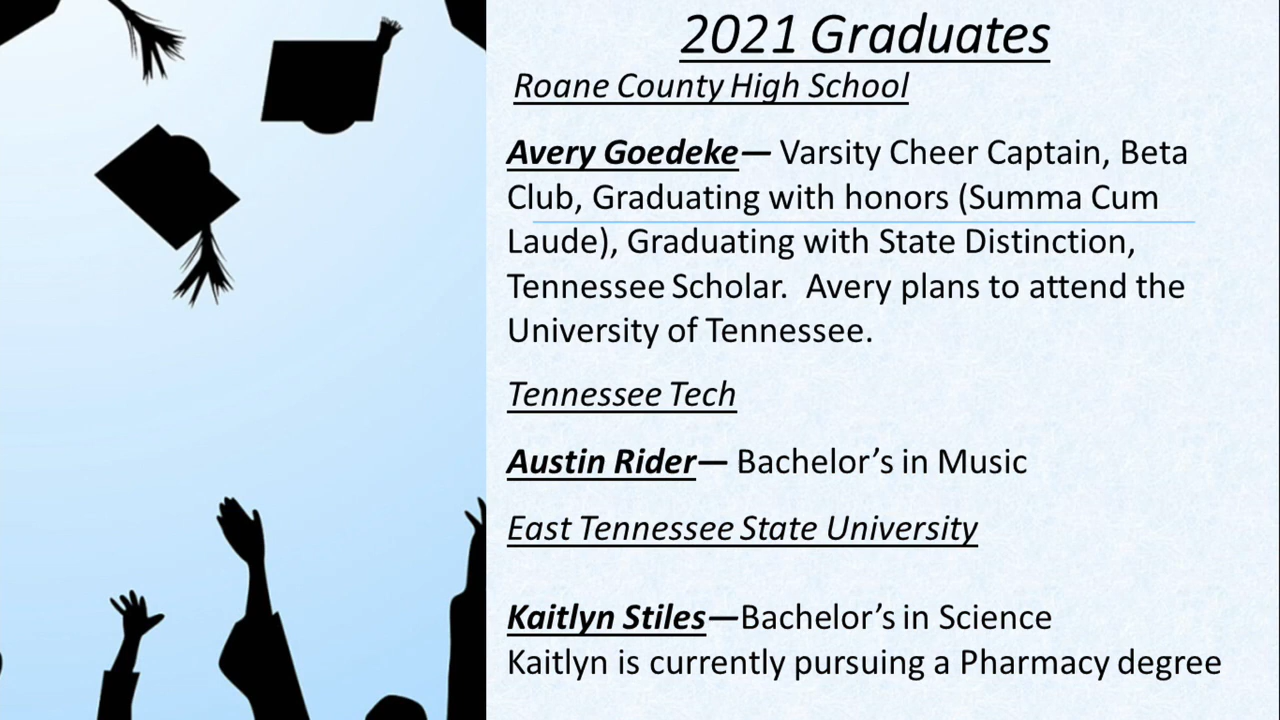 2021 Graduates
Roane County High School
Avery Goedeke— Varsity Cheer Captain, Beta
Club, Graduating with honors (Summa Cum
Laude), Graduating with State Distinction,
Tennessee Scholar.  Avery plans to attend the
University of Tennessee.
Tennessee Tech
Austin Rider— Bachelor’s in Music
East Tennessee State University
Kaitlyn Stiles—Bachelor’s in Science
Kaitlyn is currently pursuing a Pharmacy degree